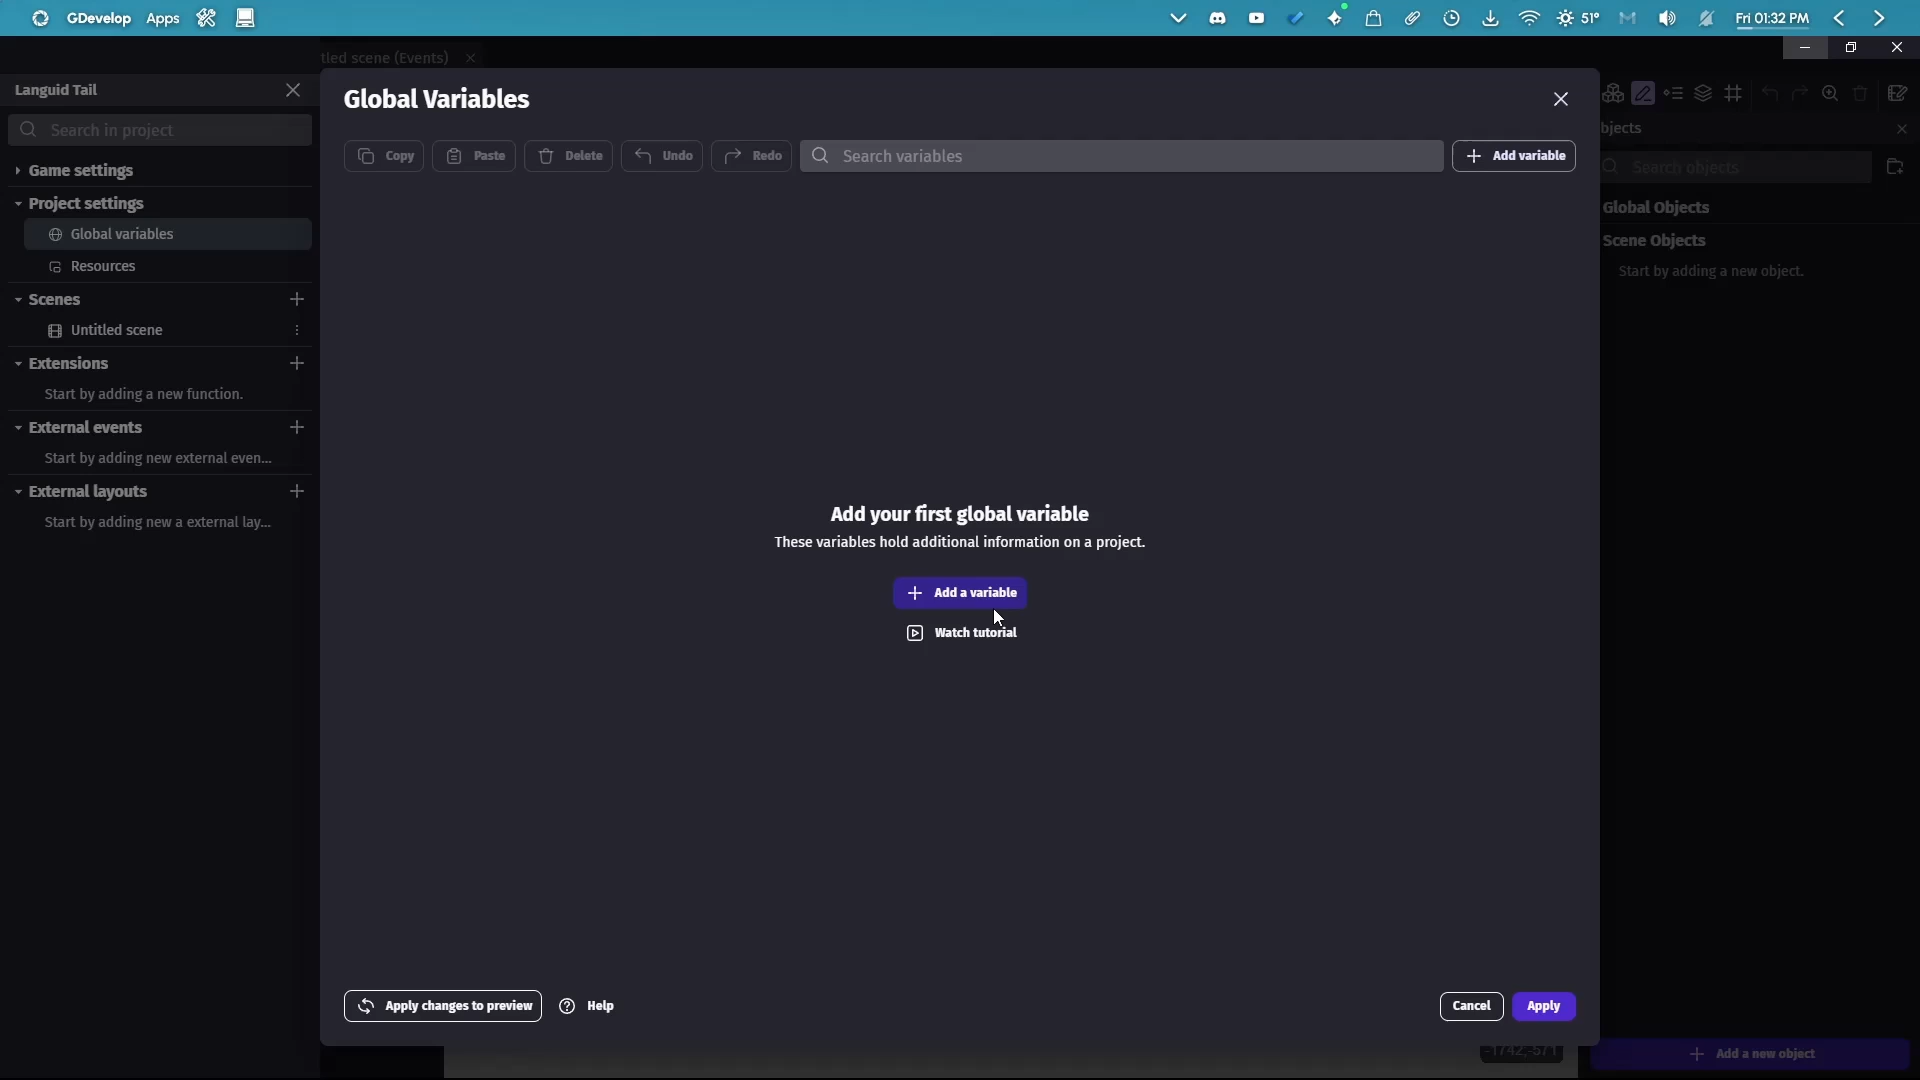 GDevelop Apps 51° Fri 01:32 PM
tled scene (Events)
Languid Tail
Search in project
Game settings
Project settings
Global variables
Resources
Scenes
Untitled scene
Extensions
Start by adding a new function.
External events
Start by adding new external even...
External layouts
Start by adding new a external lay...
Global Variables
Copy Paste Delete Undo Redo Search variables Add variable
Add your first global variable
These variables hold additional information on a project.
Add a variable
Watch tutorial
Apply changes to preview Help Cancel Apply
bjects
Search objects
Global Objects
Scene Objects
Start by adding a new object.
-1742;-571
Add a new object